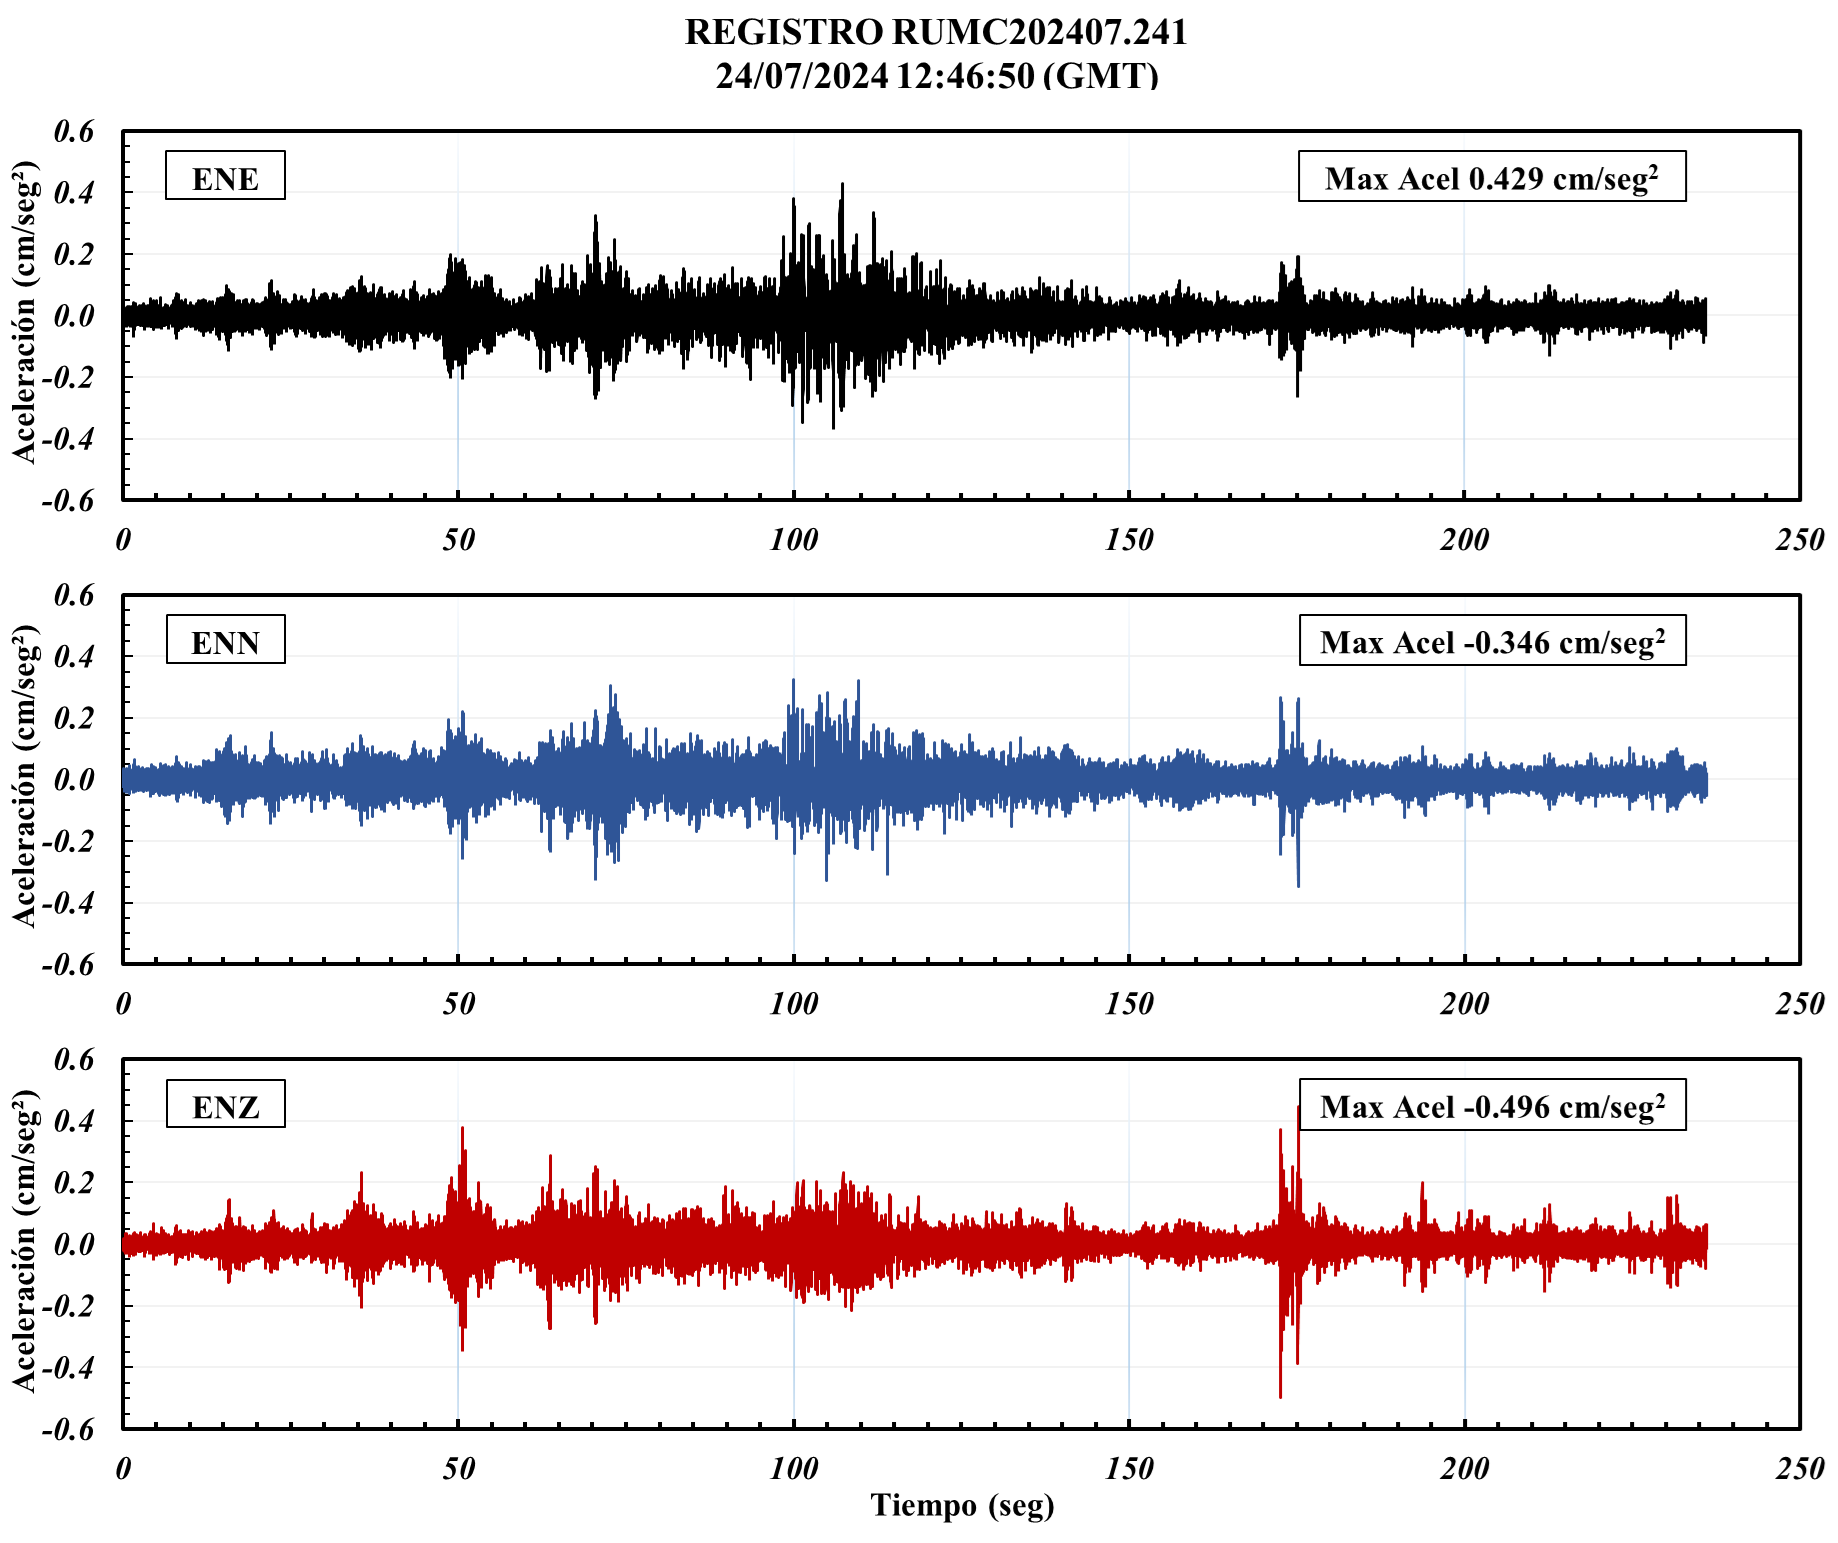 REGISTRO RUMC202407.241
24/07/2024 12:46:50 (GMT)
Aceleración (cm/seg²)
0.6
0.4
0.2
0.0
-0.2
-0.4
-0.6
ENE
Max Acel 0.429 cm/seg²
0 50 100 150 200 250
Aceleración (cm/seg²)
0.6
0.4
0.2
0.0
-0.2
-0.4
-0.6
ENN
Max Acel -0.346 cm/seg²
0 50 100 150 200 250
Aceleración (cm/seg²)
0.6
0.4
0.2
0.0
-0.2
-0.4
-0.6
ENZ
Max Acel -0.496 cm/seg²
0 50 100 150 200 250
Tiempo (seg)